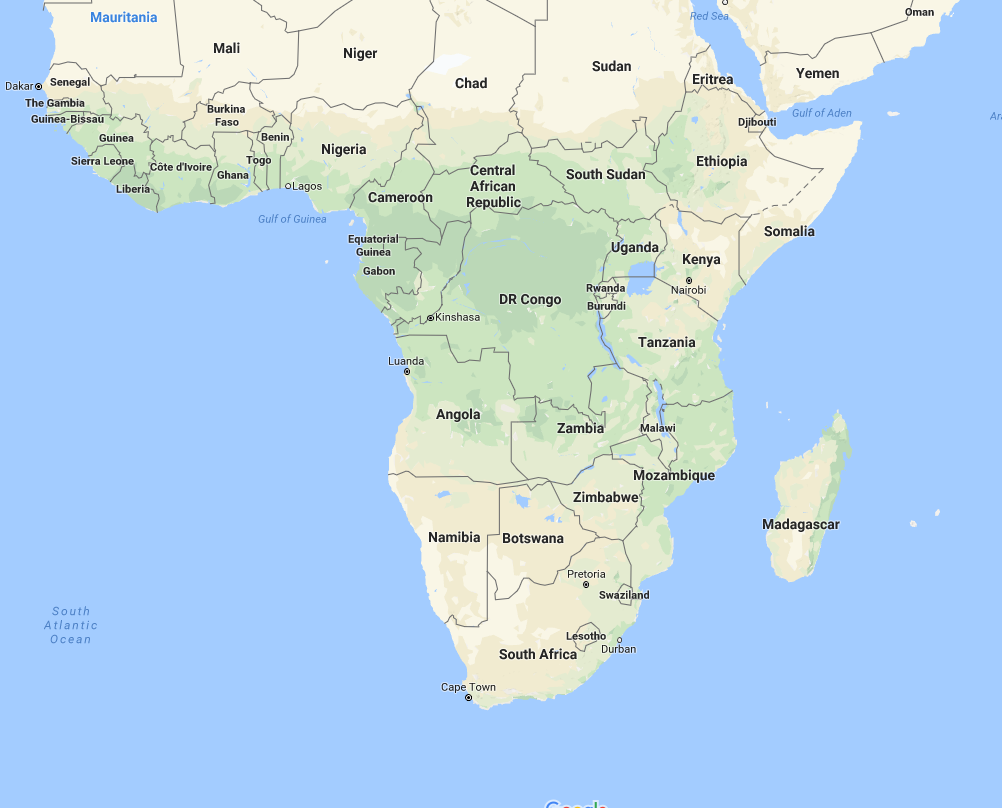 Mauritania
Red Sea
Oman
Mali
Niger
Sudan
Yemen
Chad
Eritrea
Dakar
Senegal
The Gambia
Burkina
Faso
Gulf of Aden
Guinea-Bissau
Djibouti
Guinea
Benin
Nigeria
Sierra Leone
Côte d'Ivoire
Togo
Ethiopia
Ghana
Central
African
Republic
South Sudan
Liberia
Lagos
Cameroon
Gulf of Guinea
Somalia
Equatorial
Guinea
Uganda
Kenya
Gabon
Nairobi
Rwanda
DR Congo
Burundi
Kinshasa
Tanzania
Luanda
Angola
Zambia
Malawi
Mozambique
Zimbabwe
Madagascar
Namibia
Botswana
Pretoria
Swaziland
South
Atlantic
Ocean
Lesotho
Durban
South Africa
Cape Town